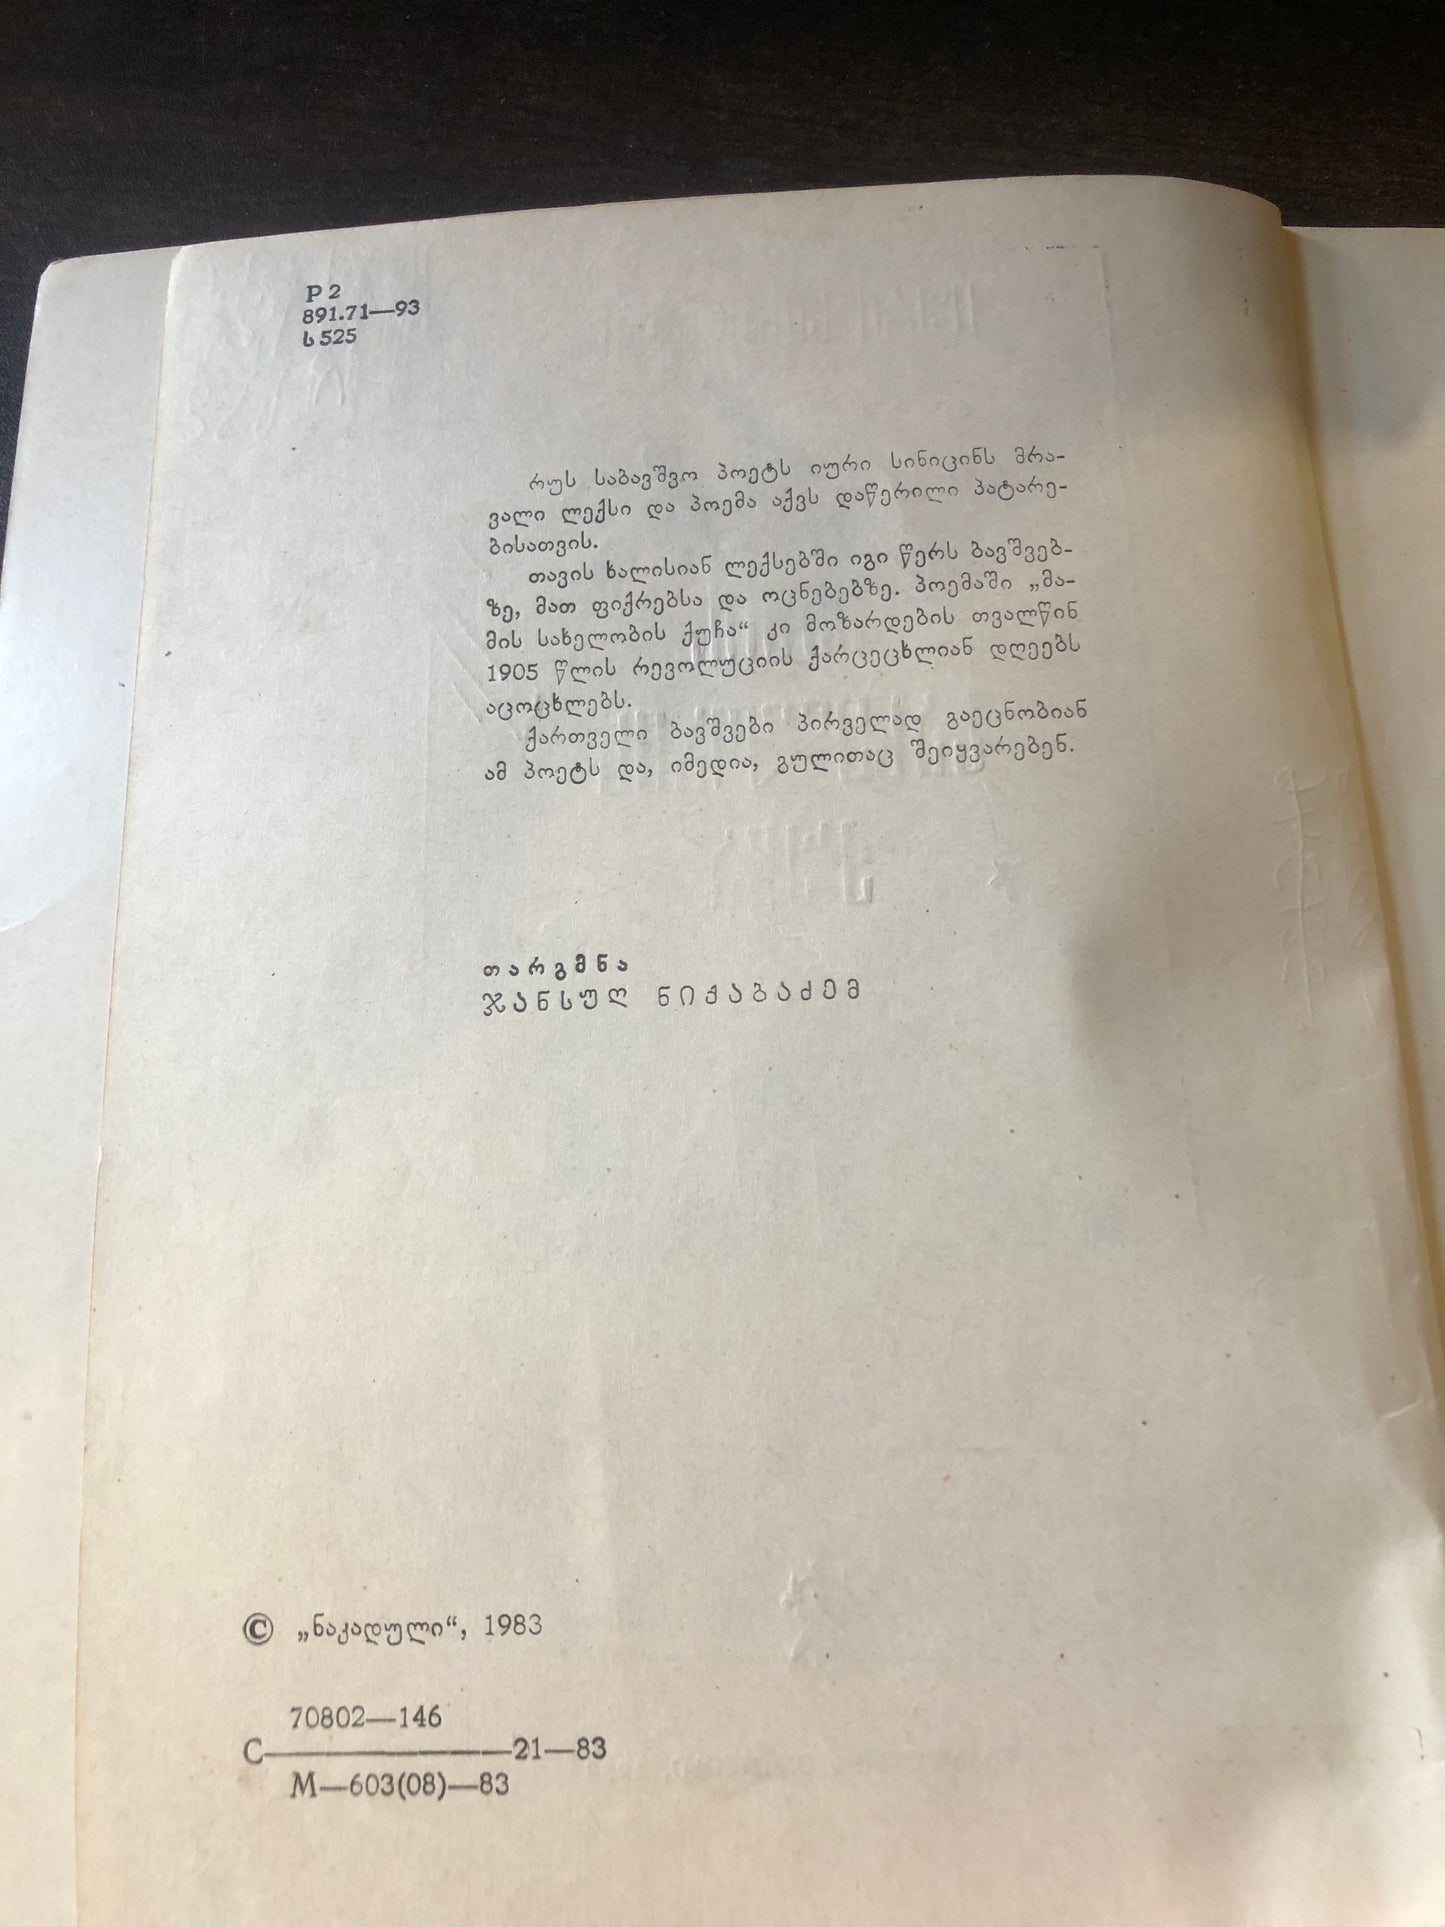 Р 2
891.71—93
ს 525
რუს საბავშვო პოეტს იური სინიცინს მრა-
ვალი ლექსი და პოემა აქვს დაწერილი პატარე-
ბისათვის.
თავის ხალისიან ლექსებში იგი წერს ბავშვებ-
ზე, მათ ფიქრებსა და ოცნებებზე. პოემაში „მა-
მის სახელობის ქუჩა“ კი მოზარდების თვალწინ
1905 წლის რევოლუციის ქარცეცხლიან დღეებს
აცოცხლებს.
ქართველი ბავშვები პირველად გაეცნობიან
ამ პოეტს და, იმედია, გულითაც შეიყვარებენ.
თარგმნა
ჯანსუღ ნიჟაბაძემ
© „ნაკადული“, 1983
70802—146
С————————21—83
М—603(08)—83